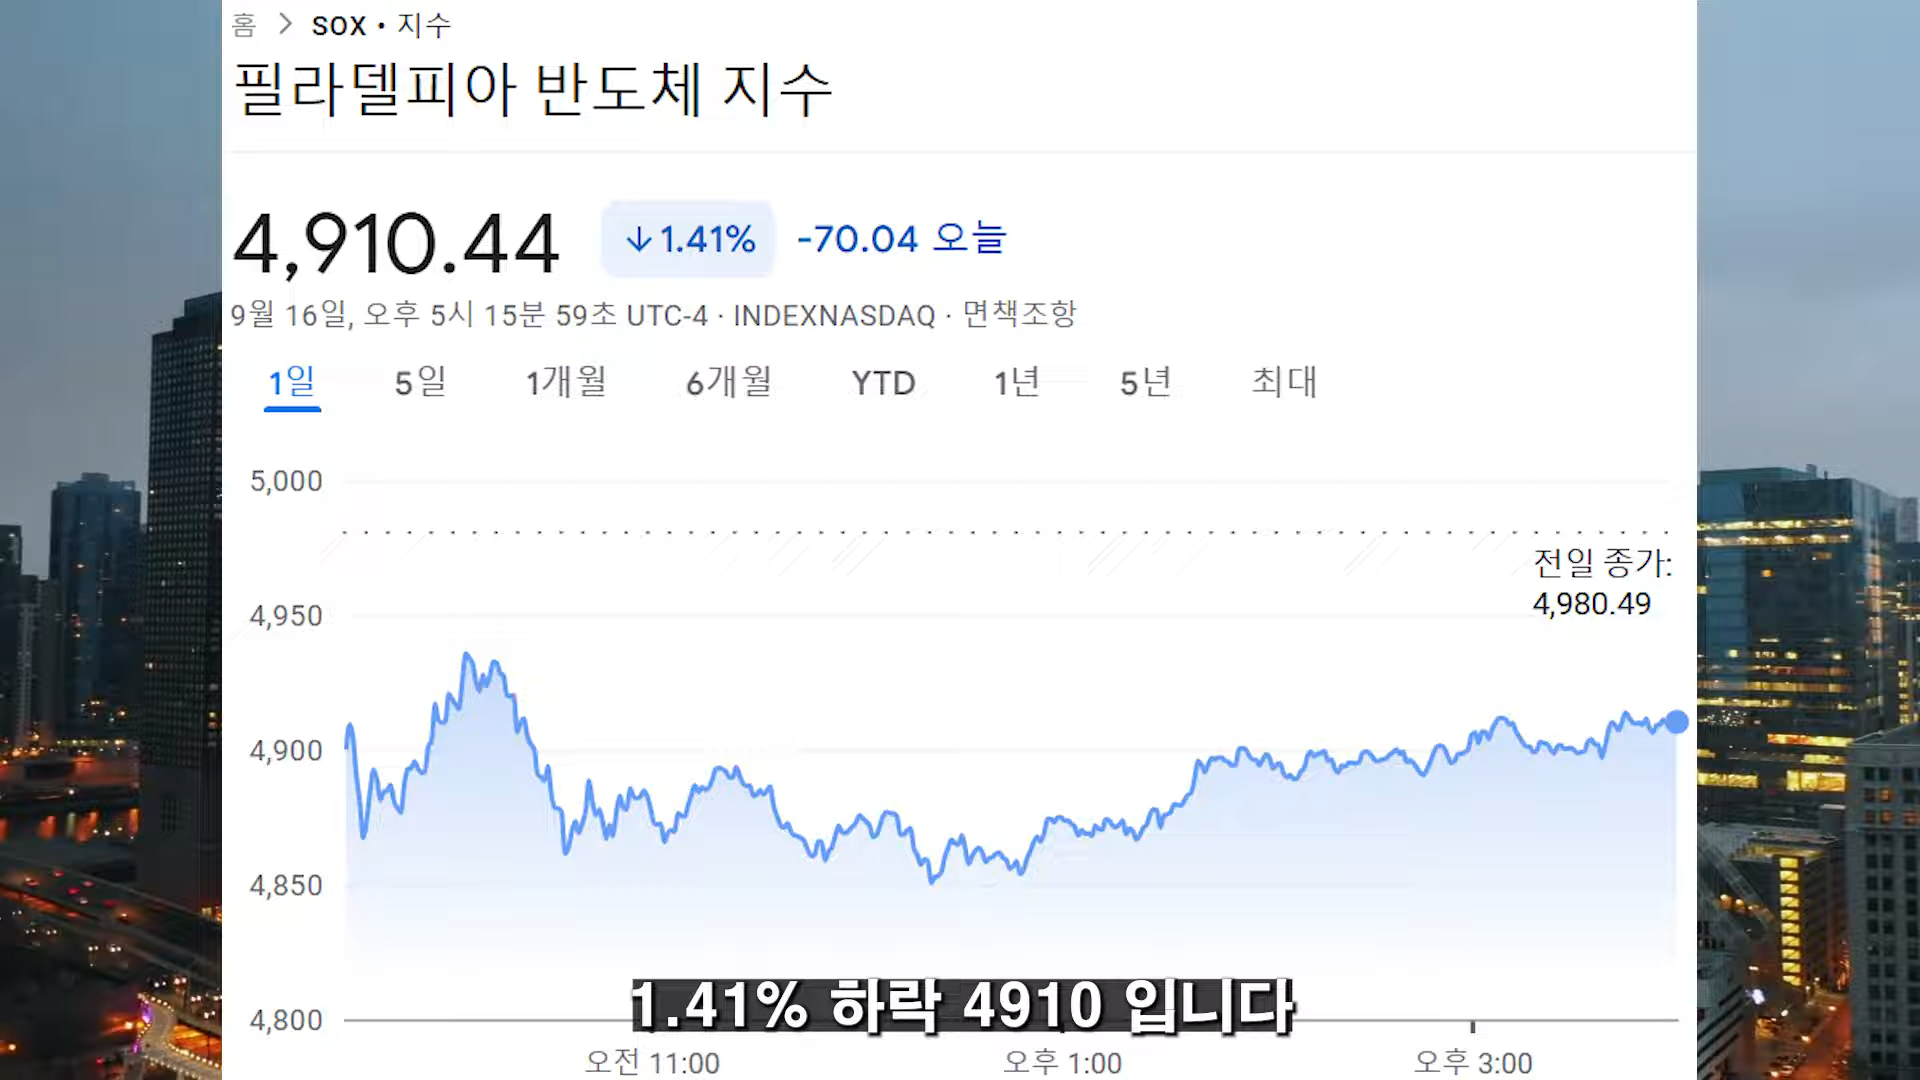 홈 > SOX • 지수
필라델피아 반도체 지수
4,910.44 ↓1.41% -70.04 오늘
9월 16일, 오후 5시 15분 59초 UTC-4 · INDEXNASDAQ · 면책조항
1일 5일 1개월 6개월 YTD 1년 5년 최대
5,000
전일 종가:
4,980.49
4,950
4,900
4,850
4,800
1.41% 하락 4910 입니다
오전 11:00 오후 1:00 오후 3:00